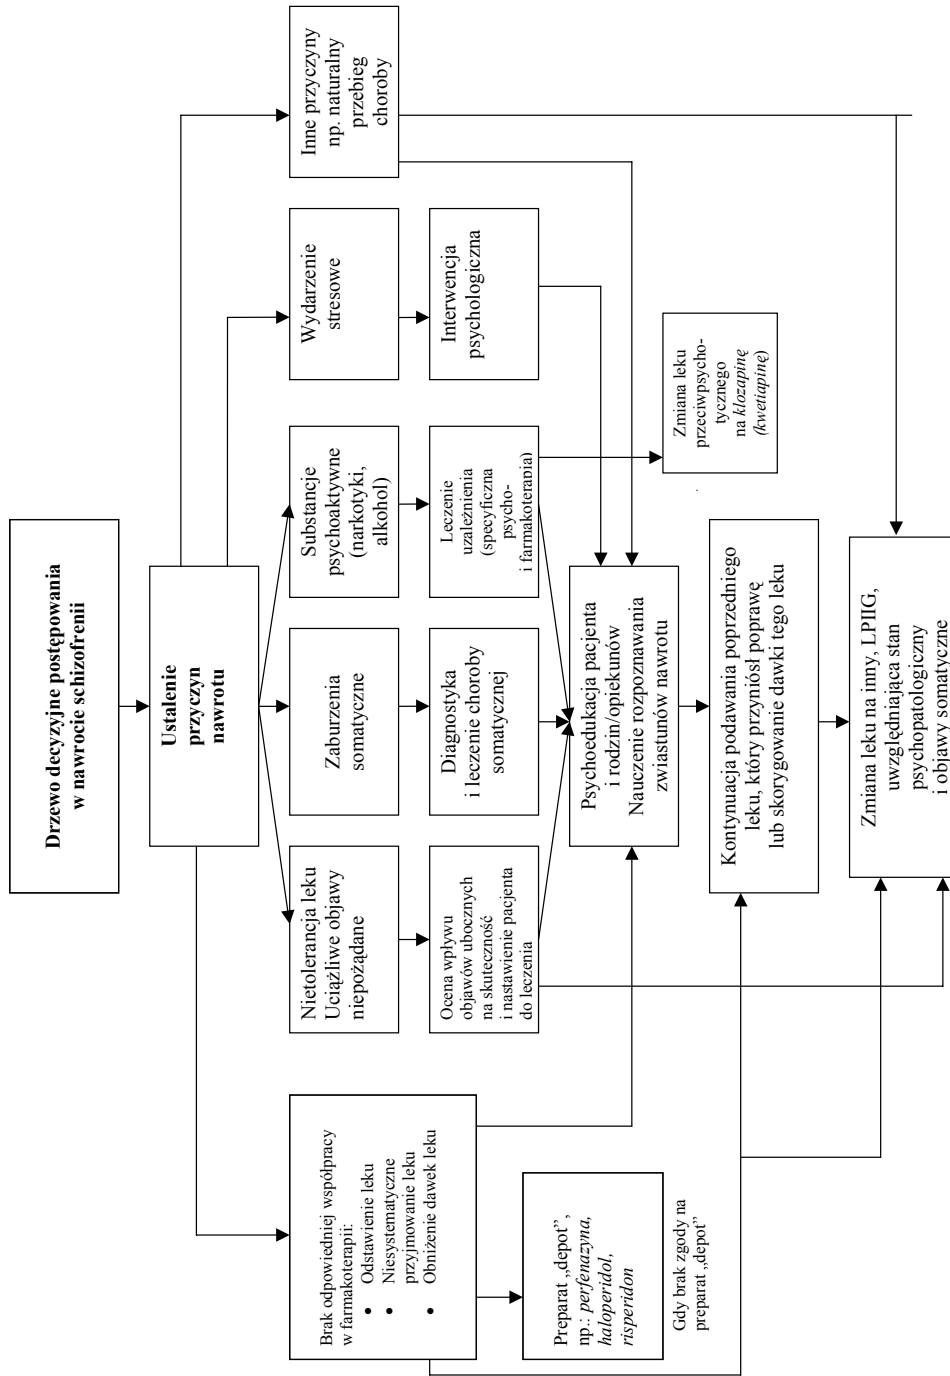 Drzewo decyzyjne postępowania
w nawrocie schizofrenii
Ustalenie
przyczyn
nawrotu
Brak odpowiedniej współpracy
w farmakoterapii:
• Odstawienie leku
• Niesystematyczne
przyjmowanie leku
• Obniżenie dawek leku
Nietolerancja leku
Uciążliwe objawy
niepożądane
Zaburzenia
somatyczne
Substancje
psychoaktywne
(narkotyki,
alkohol)
Wydarzenie
stresowe
Inne przyczyny
np. naturalny
przebieg
choroby
Ocena wpływu
objawów ubocznych
na skuteczność
i nastawienie pacjenta
do leczenia
Diagnostyka
i leczenie choroby
somatycznej
Leczenie
uzależnienia
(specyficzna
psycho-
i farmakoterapia)
Interwencja
psychologiczna
Preparat „depot”,
np.: perfenazyna,
haloperidol,
risperidon
Gdy brak zgody na
preparat „depot”
Psychoedukacja pacjenta
i rodzin/opiekunów
Nauczenie rozpoznawania
zwiastunów nawrotu
Zmiana leku
przeciwpsycho-
tycznego
na klozapinę
(kwetiapinę)
Kontynuacja podawania poprzedniego
leku, który przyniósł poprawę
lub skorygowanie dawki tego leku
Zmiana leku na inny, LPIIG,
uwzględniająca stan
psychopatologiczny
i objawy somatyczne